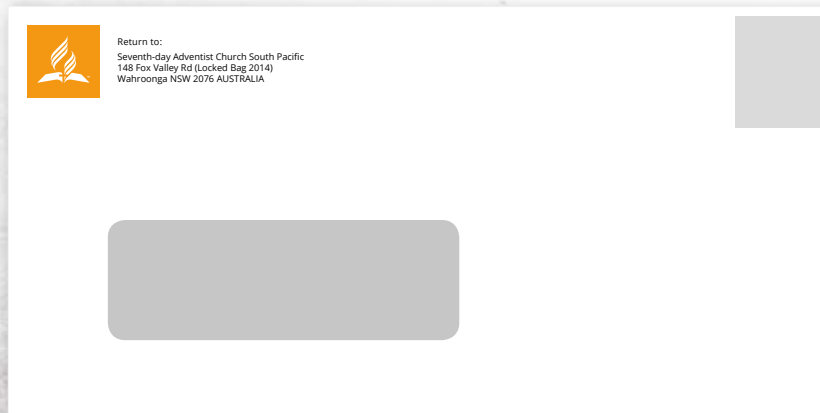 Return to:
Seventh-day Adventist Church South Pacific
148 Fox Valley Rd (Locked Bag 2014)
Wahroonga NSW 2076 AUSTRALIA